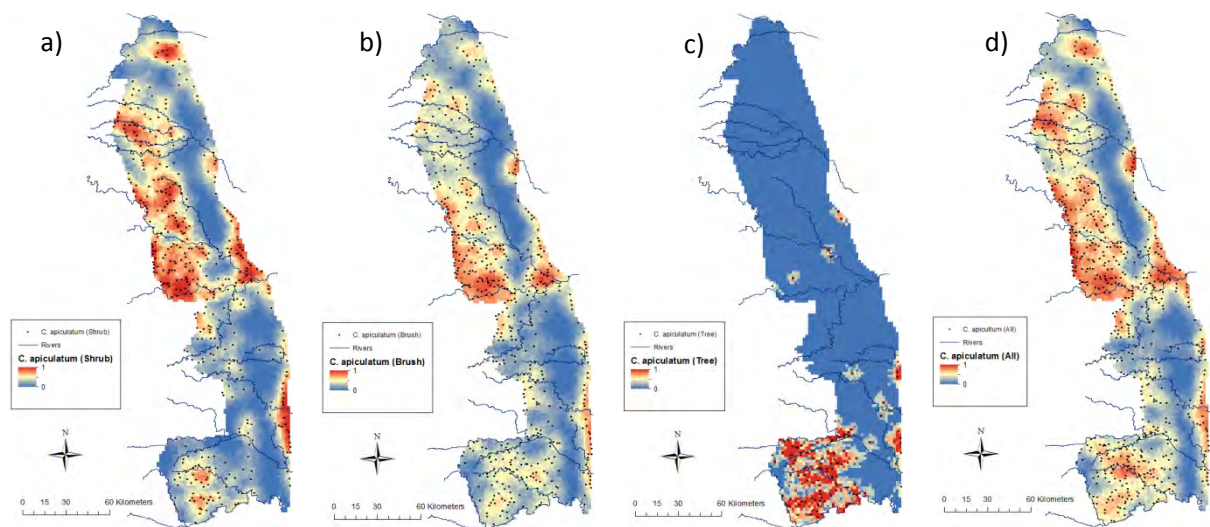 a)
C. apiculatum (Shrub)
Rivers
C. apiculatum (Shrub)
1
0
N
0 15 30 60 Kilometers
b)
C. apiculatum (Brush)
Rivers
C. apiculatum (Brush)
1
0
N
0 15 30 60 Kilometers
c)
C. apiculatum (Tree)
Rivers
C. apiculatum (Tree)
1
0
N
0 15 30 60 Kilometers
d)
C. apicultum (All)
Rivers
C. apiculatum (All)
1
0
N
0 15 30 60 Kilometers